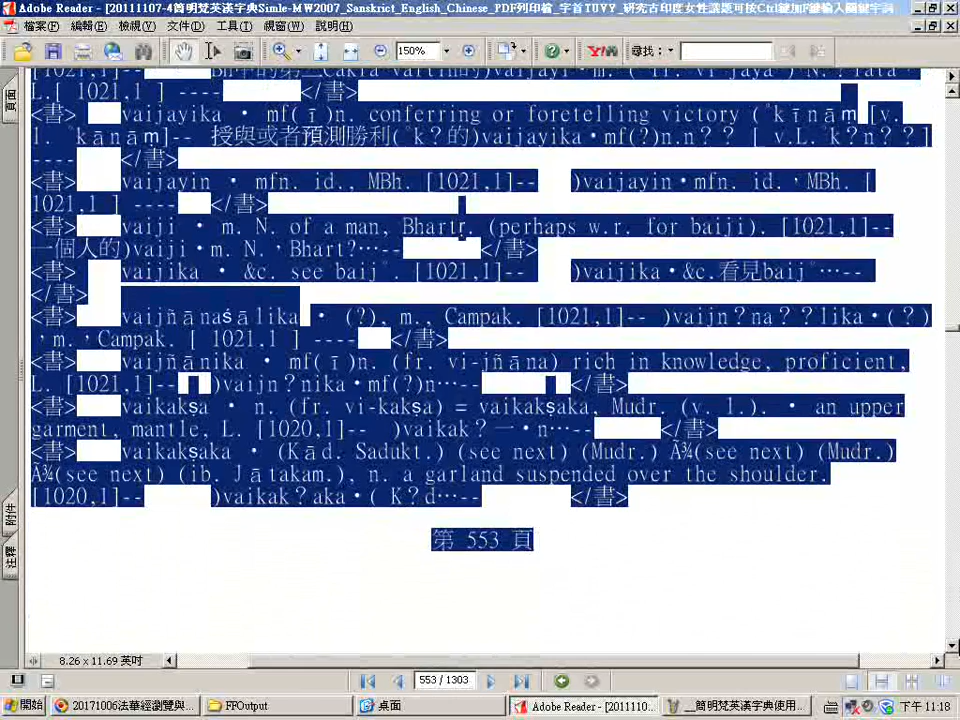 Adobe Reader - [20111107-4簡明梵英漢字典Simle-MW2007_Sanskrict_English_Chinese_PDF列印檔_字首TUVY_研究古印度女性議題可按Ctrl鍵加F鍵輸入關鍵字詞
檔案(F) 編輯(E) 檢視(V) 文件(D) 工具(T) 視窗(W) 說明(H)
150% 尋找:
L.[ 1021,1 ] ---- </書>
<書> vaijayika • mf(ī)n. conferring or foretelling victory (˚kīnāṃ [v.
l. ˚kānāṃ]-- 授與或者預測勝利(˚k？的)vaijayika•mf(?)n.n？？ [ v.L.˚k?n？？]
---- </書>
<書> vaijayin • mfn. id., MBh. [1021,1]-- )vaijayin•mfn. id.，MBh. [
1021,1 ] ---- </書>
<書> vaiji • m. N. of a man, Bhartṛ. (perhaps w.r. for baiji). [1021,1]--
一個人的)vaiji•m. N.，Bhart?…-- </書>
<書> vaijika • &c. see baij˚. [1021,1]-- )vaijika•&c.看見baij˚…--
</書>
<書> vaijñānaśālika • (?), m., Campak. [1021,1]-- )vaijn？na？？lika•(？)
，m.，Campak. [ 1021,1 ] ---- </書>
<書> vaijñānika • mf(ī)n. (fr. vi-jñāna) rich in knowledge, proficient,
L. [1021,1]-- )vaijn？nika•mf(?)n…-- </書>
<書> vaikakṣa • n. (fr. vi-kakṣa) = vaikakṣaka, Mudr. (v. l.). • an upper
garment, mantle, L. [1020,1]-- )vaikak？一•n…-- </書>
<書> vaikakṣaka • (Kād. Sadukt.) (see next) (Mudr.) Ã¾(see next) (Mudr.)
Ã¾(see next) (ib. Jātakam.), n. a garland suspended over the shoulder.
[1020,1]-- )vaikak？aka•( K？d…-- </書>
第 553 頁
頁面
附件
註釋
8.26 x 11.69 英吋
553 / 1303
開始 20171006法華經瀏覽與... FFOutput 桌面 Adobe Reader - [2011110... __簡明梵英漢字典使用... 下午 11:18